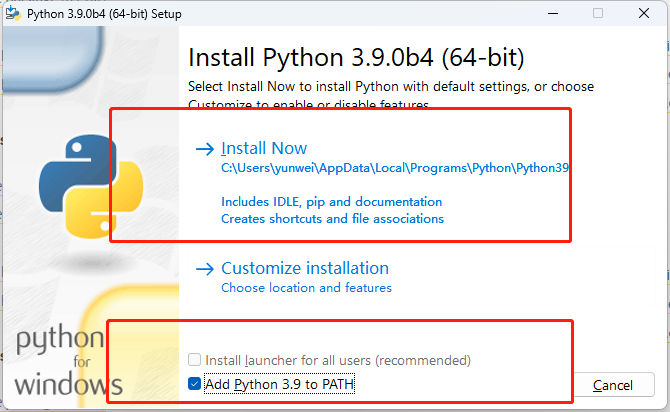 Python 3.9.0b4 (64-bit) Setup
Install Python 3.9.0b4 (64-bit)
Select Install Now to install Python with default settings, or choose
Customize to enable or disable features.
Install Now
C:\Users\yunwei\AppData\Local\Programs\Python\Python39
Includes IDLE, pip and documentation
Creates shortcuts and file associations
Customize installation
Choose location and features
Install launcher for all users (recommended)
Add Python 3.9 to PATH
Cancel
python
for
windows